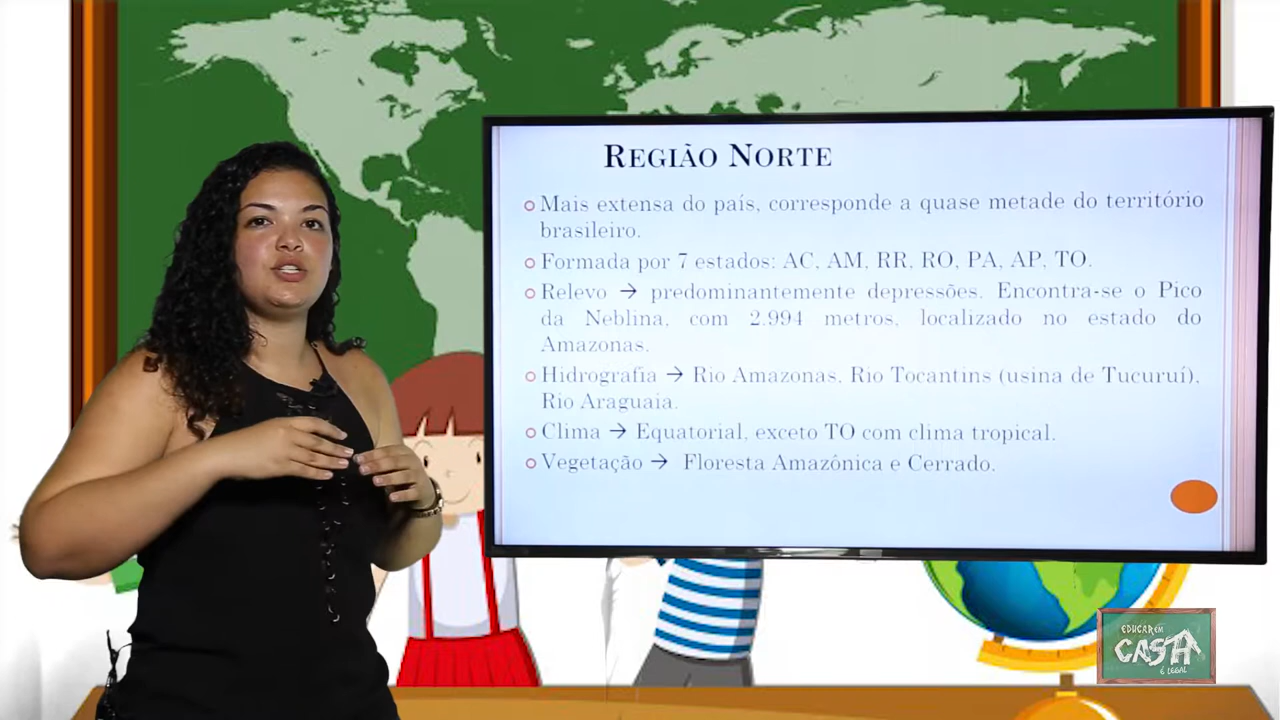 REGIÃO NORTE
Mais extensa do país, corresponde a quase metade do território
brasileiro.
Formada por 7 estados: AC, AM, RR, RO, PA, AP, TO.
Relevo → predominantemente depressões. Encontra-se o Pico
da Neblina, com 2.994 metros, localizado no estado do
Amazonas.
Hidrografia → Rio Amazonas, Rio Tocantins (usina de Tucuruí),
Rio Araguaia.
Clima → Equatorial, exceto TO com clima tropical.
Vegetação → Floresta Amazônica e Cerrado.
EDUCAR EM
CASA
É LEGAL